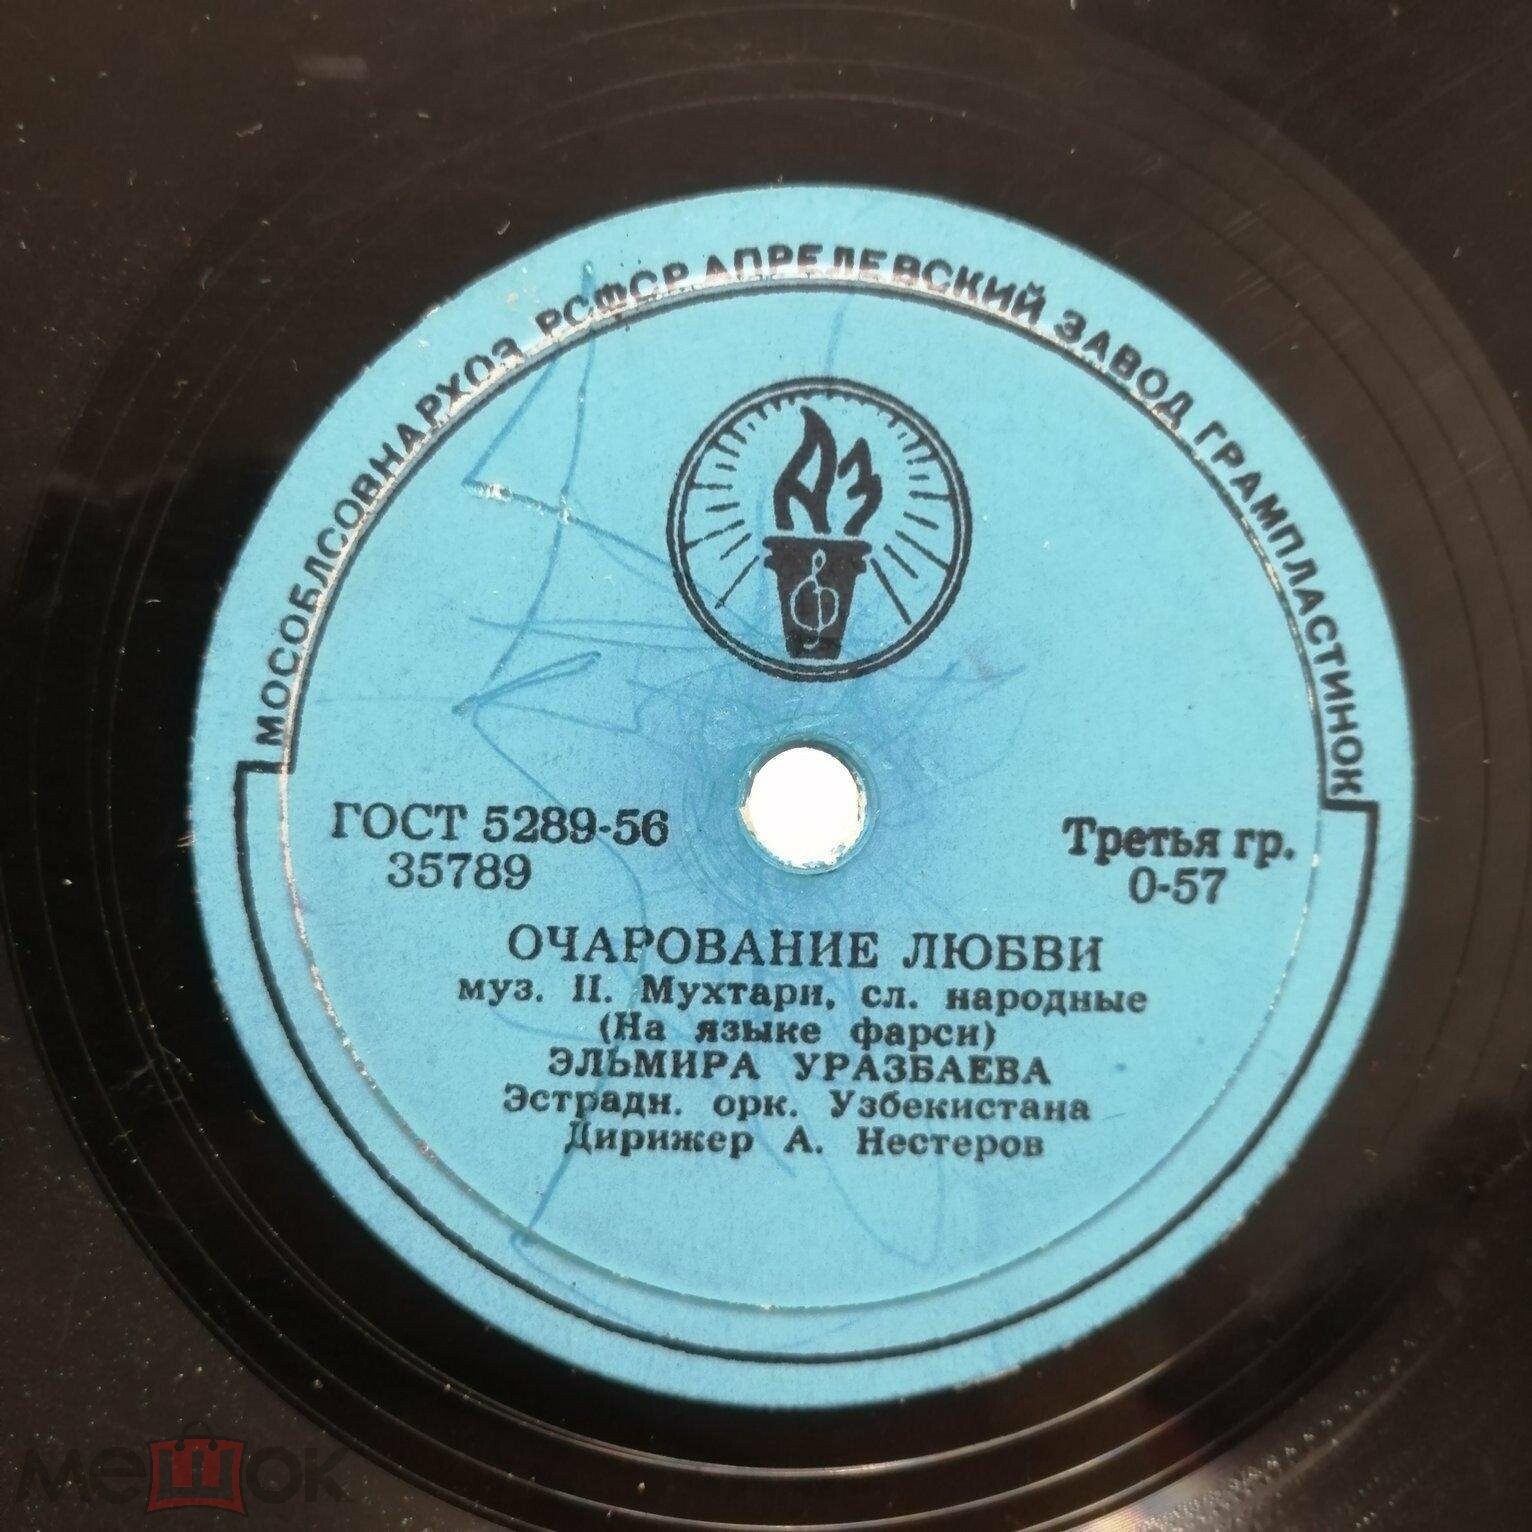 МОСОБЛСОВНАРХОЗ РСФСР АПРЕЛЕВСКИЙ ЗАВОД ГРАМПЛАСТИНОК
АЗ
ГОСТ 5289-56
35789
Третья гр.
0-57
ОЧАРОВАНИЕ ЛЮБВИ
муз. П. Мухтари, сл. народные
(На языке фарси)
ЭЛЬМИРА УРАЗБАЕВА
Эстрадн. орк. Узбекистана
Дирижер А. Нестеров
мешок